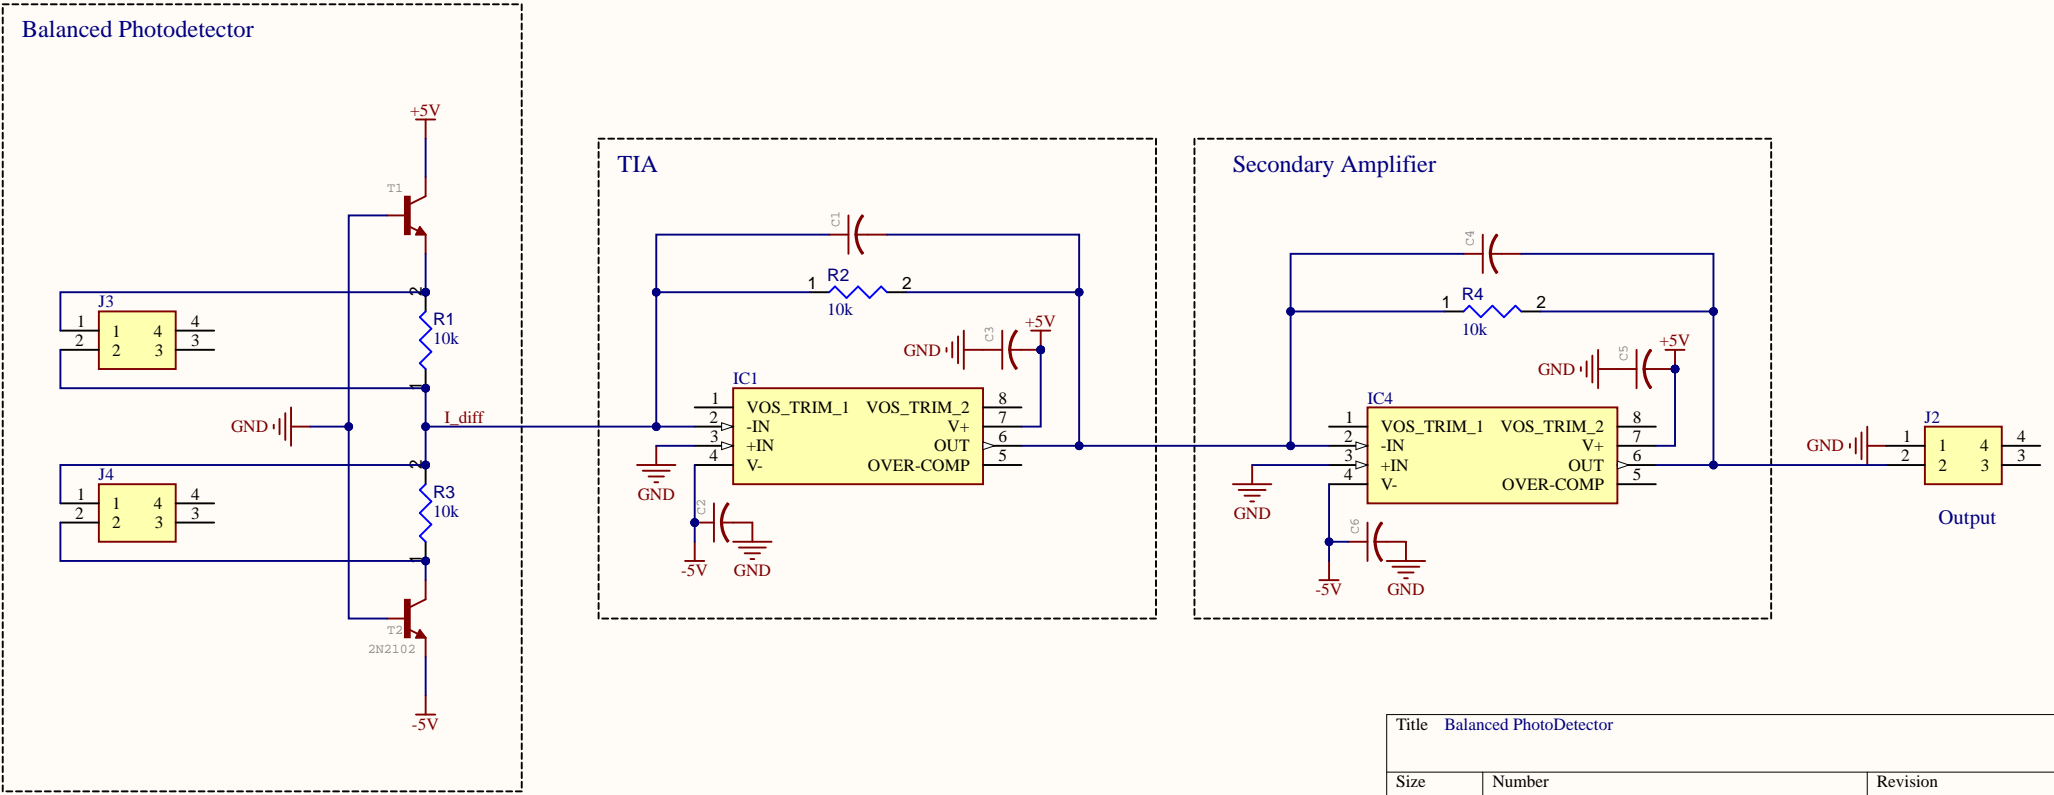 Balanced Photodetector
+5V
T1
J3
1 1 4 4
2 2 3 3
2
R1
10k
1
GND
I_diff
J4
1 1 4 4
2 2 3 3
2
R3
10k
1
T2
2N2102
-5V
TIA
C1
1 R2 2
10k
GND
C3
+5V
IC1
1 VOS_TRIM_1 VOS_TRIM_2 8
2 -IN V+ 7
3 +IN OUT 6
4 V- OVER-COMP 5
GND
C2
-5V
GND
Secondary Amplifier
C4
1 R4 2
10k
GND
C5
+5V
IC4
1 VOS_TRIM_1 VOS_TRIM_2 8
2 -IN V+ 7
3 +IN OUT 6
4 V- OVER-COMP 5
GND
C6
-5V
GND
J2
GND
1 1 4 4
2 2 3 3
Output
Title Balanced PhotoDetector
Size Number Revision